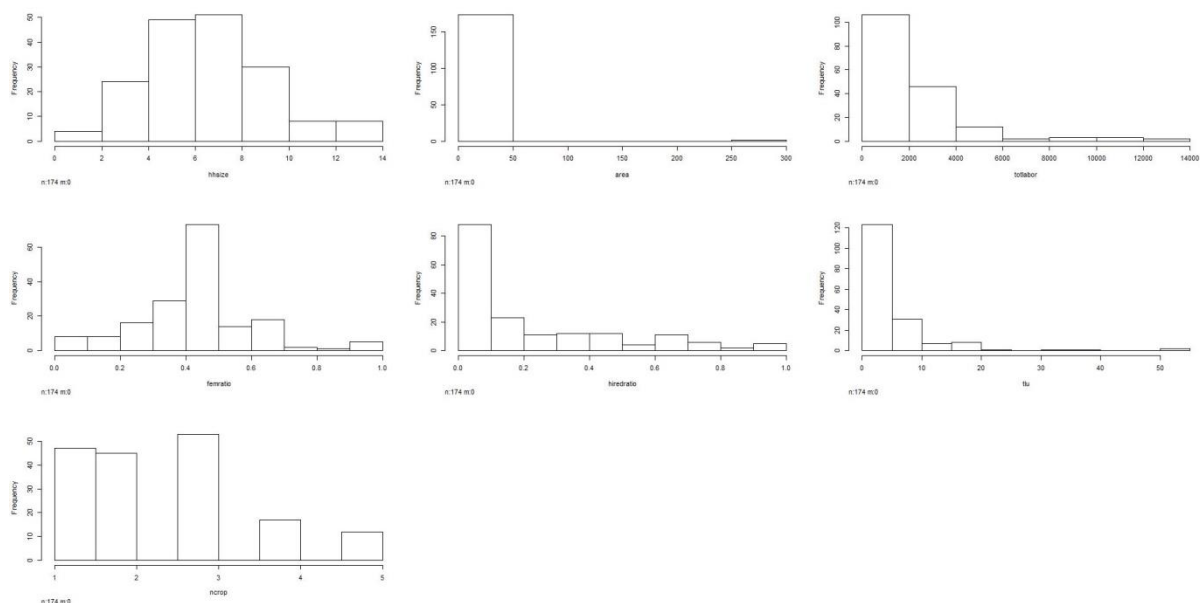 Frequency
0 10 20 30 40 50
0 2 4 6 8 10 12 14
hhsize
n:174 m:0
Frequency
0 50 100 150
0 50 100 150 200 250 300
area
n:174 m:0
Frequency
0 20 40 60 80 100
0 2000 4000 6000 8000 10000 12000 14000
totlabor
n:174 m:0
Frequency
0 20 40 60
0.0 0.2 0.4 0.6 0.8 1.0
femratio
n:174 m:0
Frequency
0 20 40 60 80
0.0 0.2 0.4 0.6 0.8 1.0
hiredratio
n:174 m:0
Frequency
0 20 40 60 80 100 120
0 10 20 30 40 50
tlu
n:174 m:0
Frequency
0 10 20 30 40 50
1 2 3 4 5
ncrop
n:174 m:0